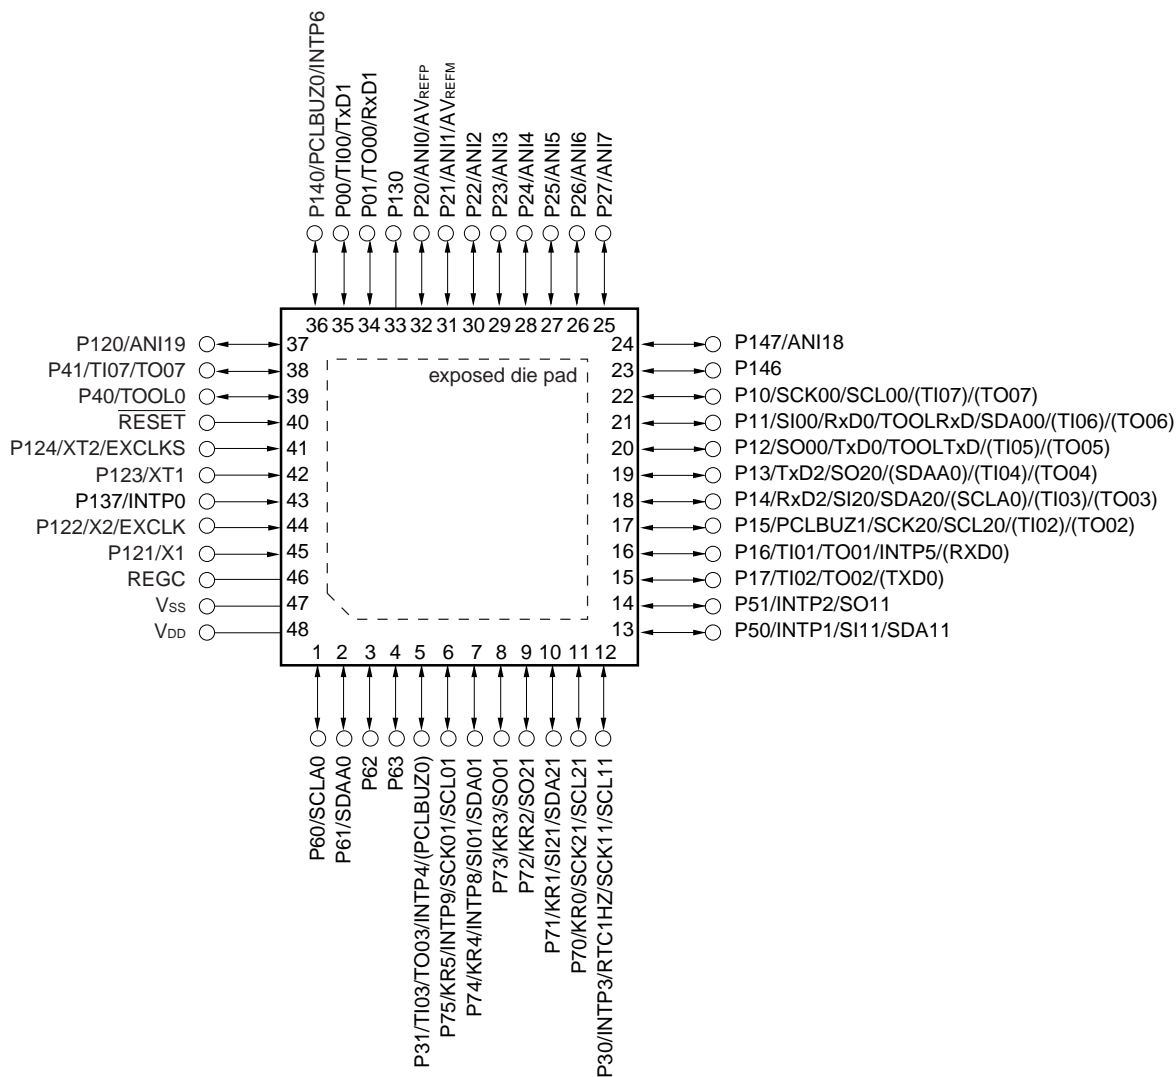 P140/PCLBUZ0/INTP6
P00/TI00/TxD1
P01/TO00/RxD1
P130
P20/ANI0/AVREFP
P21/ANI1/AVREFM
P22/ANI2
P23/ANI3
P24/ANI4
P25/ANI5
P26/ANI6
P27/ANI7
36 35 34 33 32 31 30 29 28 27 26 25
P120/ANI19 37
P41/TI07/TO07 38
P40/TOOL0 39
RESET 40
P124/XT2/EXCLKS 41
P123/XT1 42
P137/INTP0 43
P122/X2/EXCLK 44
P121/X1 45
REGC 46
VSS 47
VDD 48
exposed die pad
24 P147/ANI18
23 P146
22 P10/SCK00/SCL00/(TI07)/(TO07)
21 P11/SI00/RxD0/TOOLRxD/SDA00/(TI06)/(TO06)
20 P12/SO00/TxD0/TOOLTxD/(TI05)/(TO05)
19 P13/TxD2/SO20/(SDAA0)/(TI04)/(TO04)
18 P14/RxD2/SI20/SDA20/(SCLA0)/(TI03)/(TO03)
17 P15/PCLBUZ1/SCK20/SCL20/(TI02)/(TO02)
16 P16/TI01/TO01/INTP5/(RXD0)
15 P17/TI02/TO02/(TXD0)
14 P51/INTP2/SO11
13 P50/INTP1/SI11/SDA11
1 2 3 4 5 6 7 8 9 10 11 12
P60/SCLA0
P61/SDAA0
P62
P63
P31/TI03/TO03/INTP4/(PCLBUZ0)
P75/KR5/INTP9/SCK01/SCL01
P74/KR4/INTP8/SI01/SDA01
P73/KR3/SO01
P72/KR2/SO21
P71/KR1/SI21/SDA21
P70/KR0/SCK21/SCL21
P30/INTP3/RTC1HZ/SCK11/SCL11